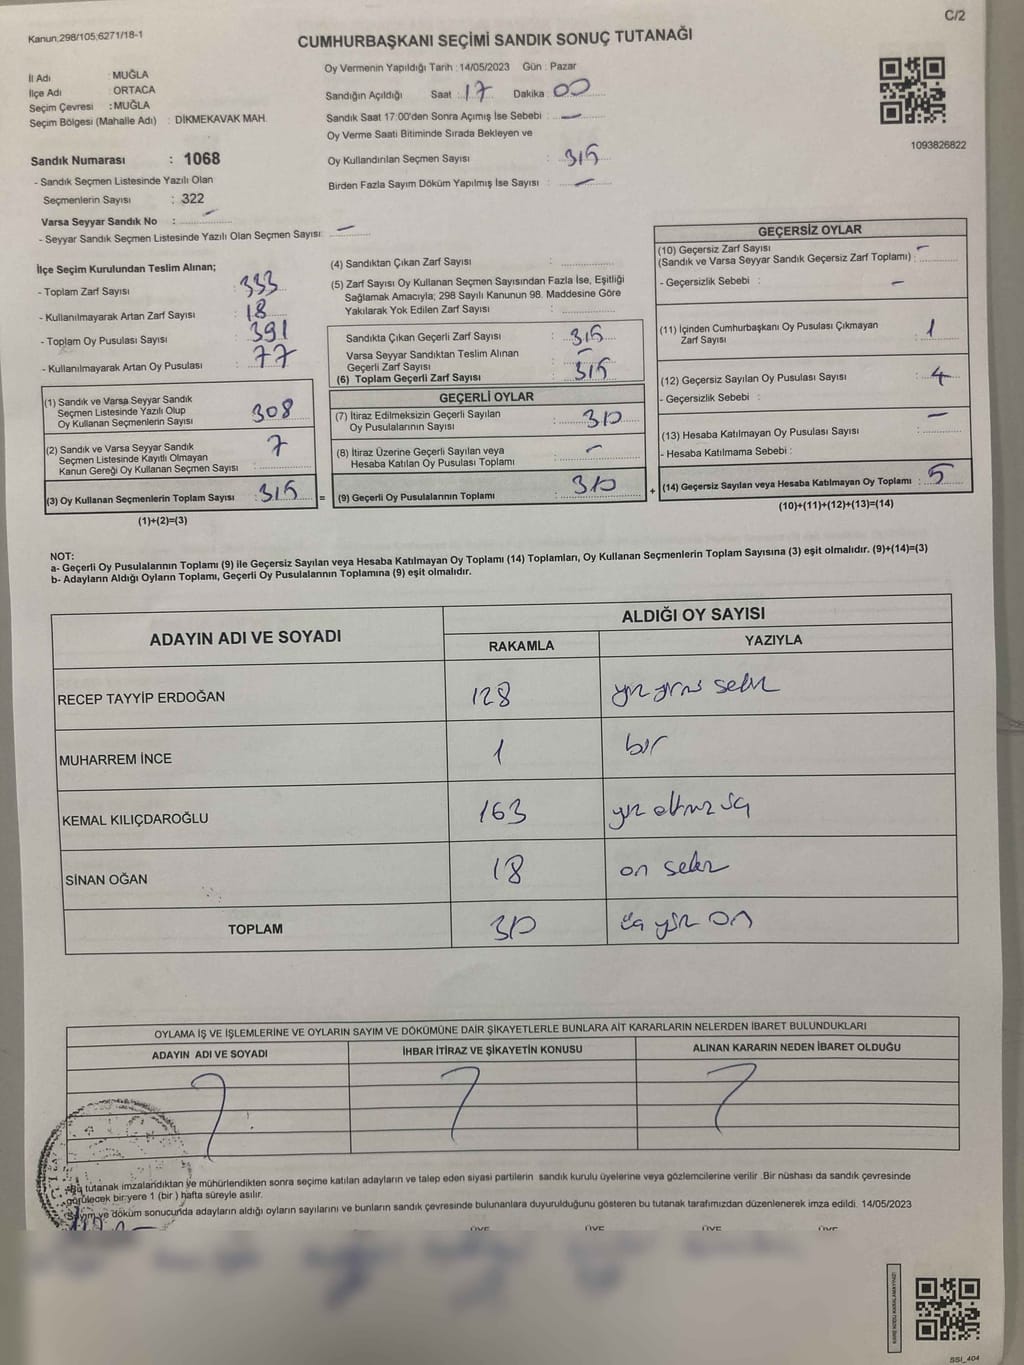 C/2
Kanun,298/105;6271/18-1
CUMHURBAŞKANI SEÇİMİ SANDIK SONUÇ TUTANAĞI
İl Adı : MUĞLA
İlçe Adı : ORTACA
Seçim Çevresi : MUĞLA
Seçim Bölgesi (Mahalle Adı) : DİKMEKAVAK MAH.
Oy Vermenin Yapıldığı Tarih : 14/05/2023 Gün : Pazar
Sandığın Açıldığı Saat : 17 Dakika : 00
Sandık Saat 17:00'den Sonra Açımış İse Sebebi : —
Oy Verme Saati Bitiminde Sırada Bekleyen ve
Oy Kullandırılan Seçmen Sayısı : 315
Birden Fazla Sayım Döküm Yapılmış İse Sayısı : —
1093826822
Sandık Numarası : 1068
- Sandık Seçmen Listesinde Yazılı Olan
Seçmenlerin Sayısı : 322
Varsa Seyyar Sandık No : —
- Seyyar Sandık Seçmen Listesinde Yazılı Olan Seçmen Sayısı : —
İlçe Seçim Kurulundan Teslim Alınan;
- Toplam Zarf Sayısı : 333
- Kullanılmayarak Artan Zarf Sayısı : 18
- Toplam Oy Pusulası Sayısı : 391
- Kullanılmayarak Artan Oy Pusulası : 77
(1) Sandık ve Varsa Seyyar Sandık
Seçmen Listesinde Yazılı Olup
Oy Kullanan Seçmenlerin Sayısı : 308
(2) Sandık ve Varsa Seyyar Sandık
Seçmen Listesinde Kayıtlı Olmayan
Kanun Gereği Oy Kullanan Seçmen Sayısı : 7
(3) Oy Kullanan Seçmenlerin Toplam Sayısı : 315
(1)+(2)=(3)
(4) Sandıktan Çıkan Zarf Sayısı :
(5) Zarf Sayısı Oy Kullanan Seçmen Sayısından Fazla İse, Eşitliği
Sağlamak Amacıyla; 298 Sayılı Kanunun 98. Maddesine Göre
Yakılarak Yok Edilen Zarf Sayısı :
Sandıkta Çıkan Geçerli Zarf Sayısı : 315
Varsa Seyyar Sandıktan Teslim Alınan
Geçerli Zarf Sayısı : —
(6) Toplam Geçerli Zarf Sayısı : 315
GEÇERLİ OYLAR
(7) İtiraz Edilmeksizin Geçerli Sayılan
Oy Pusulalarının Sayısı : 310
(8) İtiraz Üzerine Geçerli Sayılan veya
Hesaba Katılan Oy Pusulası Toplamı : —
= (9) Geçerli Oy Pusulalarının Toplamı : 310
GEÇERSİZ OYLAR
(10) Geçersiz Zarf Sayısı
(Sandık ve Varsa Seyyar Sandık Geçersiz Zarf Toplamı) : —
- Geçersizlik Sebebi : —
(11) İçinden Cumhurbaşkanı Oy Pusulası Çıkmayan
Zarf Sayısı : 1
(12) Geçersiz Sayılan Oy Pusulası Sayısı : 4
- Geçersizlik Sebebi :
(13) Hesaba Katılmayan Oy Pusulası Sayısı : —
- Hesaba Katılmama Sebebi :
+ (14) Geçersiz Sayılan veya Hesaba Katılmayan Oy Toplamı : 5
(10)+(11)+(12)+(13)=(14)
NOT:
a- Geçerli Oy Pusulalarının Toplamı (9) ile Geçersiz Sayılan veya Hesaba Katılmayan Oy Toplamı (14) Toplamları, Oy Kullanan Seçmenlerin Toplam Sayısına (3) eşit olmalıdır. (9)+(14)=(3)
b- Adayların Aldığı Oyların Toplamı, Geçerli Oy Pusulalarının Toplamına (9) eşit olmalıdır.
ADAYIN ADI VE SOYADI ALDIĞI OY SAYISI
RAKAMLA YAZIYLA
RECEP TAYYİP ERDOĞAN 128 yüz yirmi sekiz
MUHARREM İNCE 1 bir
KEMAL KILIÇDAROĞLU 163 yüz altmış üç
SİNAN OĞAN 18 on sekiz
TOPLAM 310 üç yüz on
OYLAMA İŞ VE İŞLEMLERİNE VE OYLARIN SAYIM VE DÖKÜMÜNE DAİR ŞİKAYETLERLE BUNLARA AİT KARARLARIN NELERDEN İBARET BULUNDUKLARI
ADAYIN ADI VE SOYADI İHBAR İTİRAZ VE ŞİKAYETİN KONUSU ALINAN KARARIN NEDEN İBARET OLDUĞU
Bu tutanak imzalandıktan ve mühürlendikten sonra seçime katılan adayların ve talep eden siyasi partilerin sandık kurulu üyelerine veya gözlemcilerine verilir .Bir nüshası da sandık çevresinde
görülecek bir yere 1 (bir ) hafta süreyle asılır.
Sayım ve döküm sonucunda adayların aldığı oyların sayılarını ve bunların sandık çevresinde bulunanlara duyurulduğunu gösteren bu tutanak tarafımızdan düzenlenerek imza edildi. 14/05/2023
ÜYE ÜYE ÜYE ÜYE
SSI_404